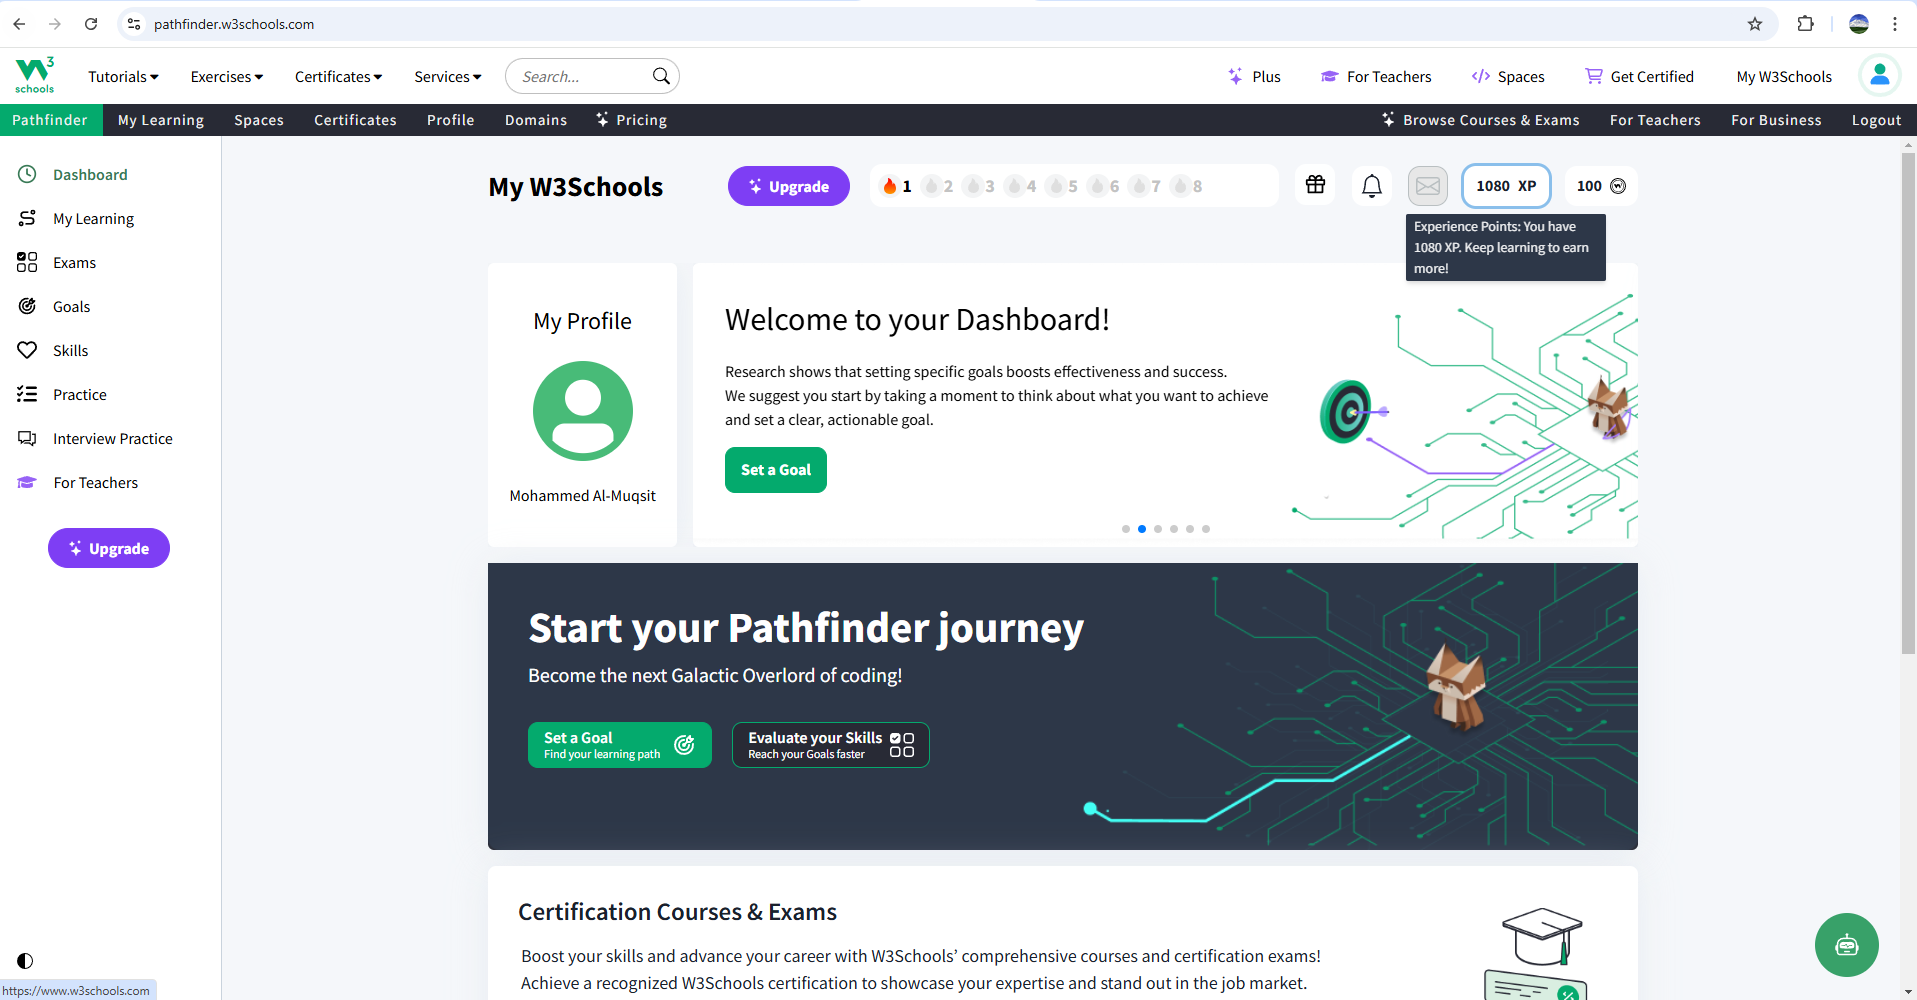 pathfinder.w3schools.com
W3
schools
Tutorials
Exercises
Certificates
Services
Search...
Plus
For Teachers
Spaces
Get Certified
My W3Schools
Pathfinder
My Learning
Spaces
Certificates
Profile
Domains
Pricing
Browse Courses & Exams
For Teachers
For Business
Logout
Dashboard
My Learning
Exams
Goals
Skills
Practice
Interview Practice
For Teachers
Upgrade
My W3Schools
Upgrade
1 2 3 4 5 6 7 8
1080 XP
100
Experience Points: You have
1080 XP. Keep learning to earn
more!
My Profile
Mohammed Al-Muqsit
Welcome to your Dashboard!
Research shows that setting specific goals boosts effectiveness and success.
We suggest you start by taking a moment to think about what you want to achieve
and set a clear, actionable goal.
Set a Goal
Start your Pathfinder journey
Become the next Galactic Overlord of coding!
Set a Goal
Find your learning path
Evaluate your Skills
Reach your Goals faster
Certification Courses & Exams
Boost your skills and advance your career with W3Schools’ comprehensive courses and certification exams!
Achieve a recognized W3Schools certification to showcase your expertise and stand out in the job market.
https://www.w3schools.com